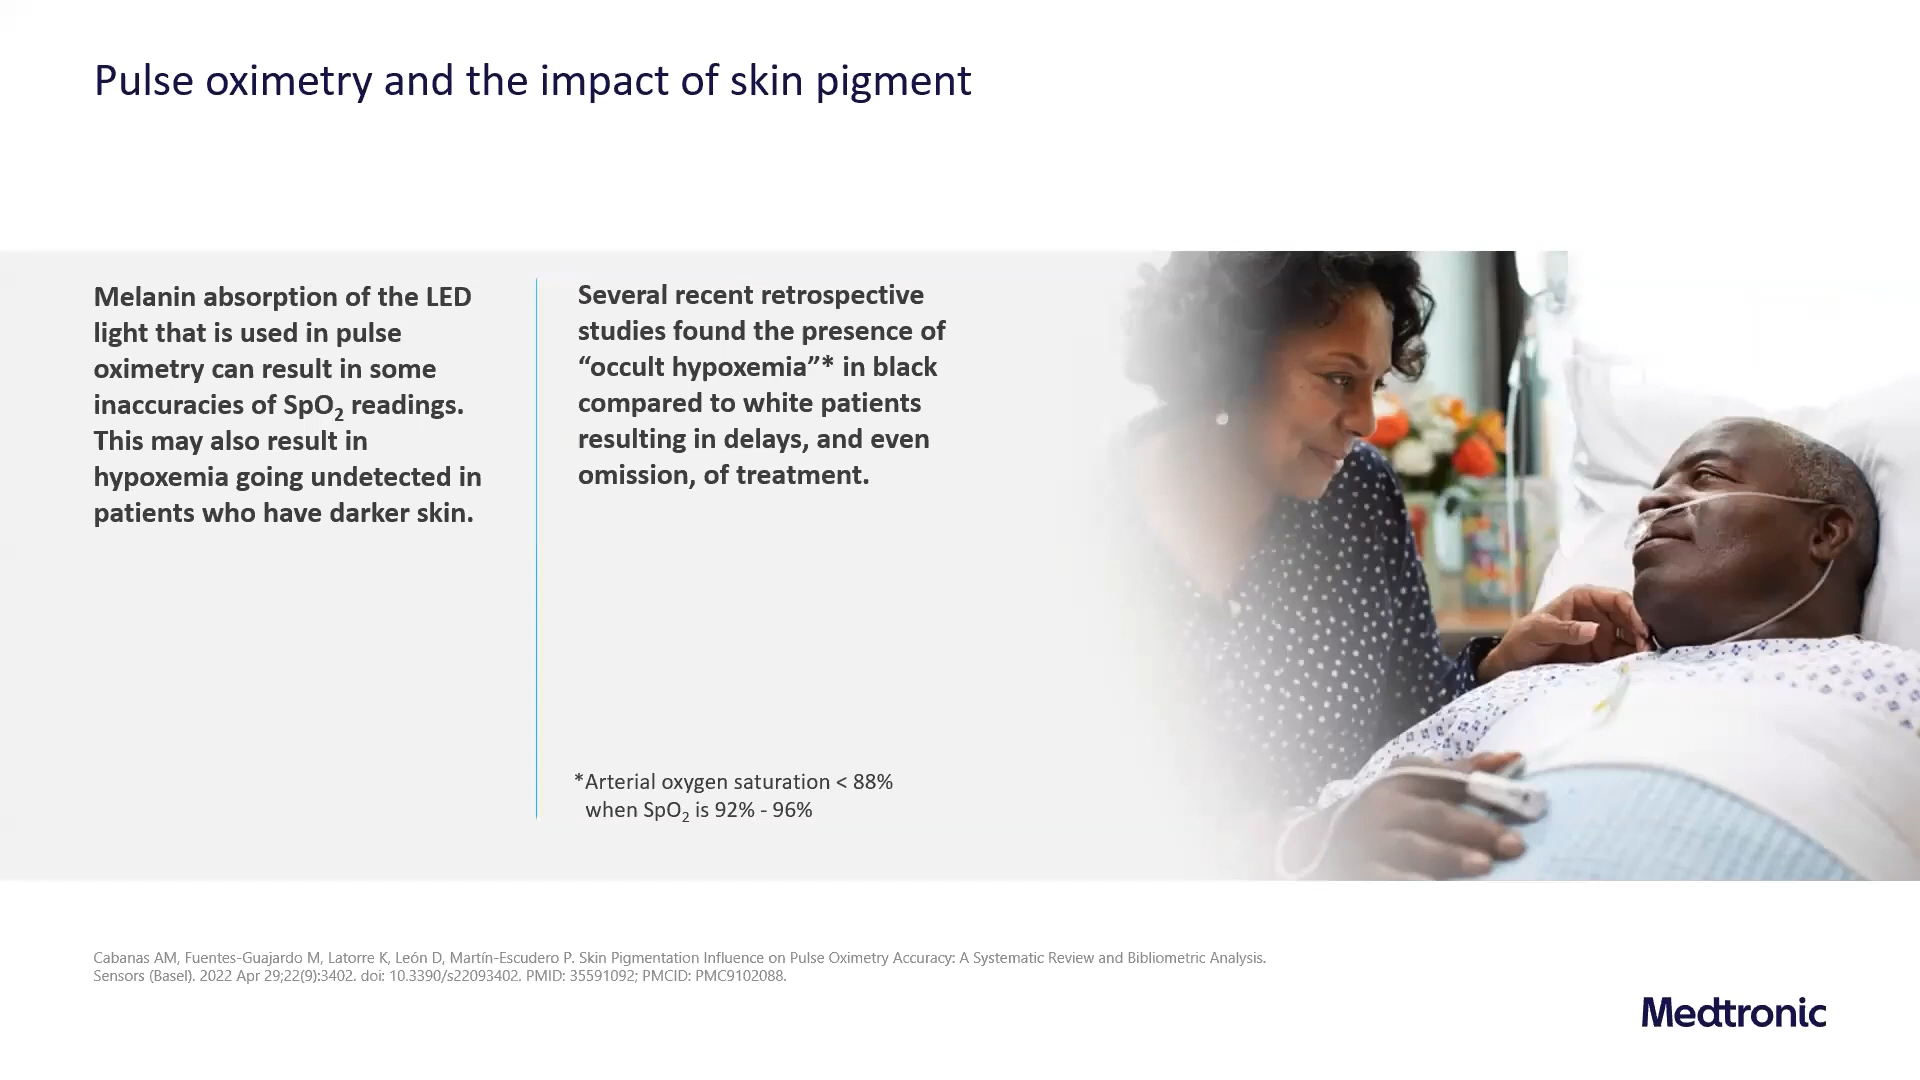 Pulse oximetry and the impact of skin pigment
Melanin absorption of the LED
light that is used in pulse
oximetry can result in some
inaccuracies of SpO₂ readings.
This may also result in
hypoxemia going undetected in
patients who have darker skin.
Several recent retrospective
studies found the presence of
“occult hypoxemia”* in black
compared to white patients
resulting in delays, and even
omission, of treatment.
*Arterial oxygen saturation < 88%
when SpO₂ is 92% - 96%
Cabanas AM, Fuentes-Guajardo M, Latorre K, León D, Martín-Escudero P. Skin Pigmentation Influence on Pulse Oximetry Accuracy: A Systematic Review and Bibliometric Analysis.
Sensors (Basel). 2022 Apr 29;22(9):3402. doi: 10.3390/s22093402. PMID: 35591092; PMCID: PMC9102088.
Medtronic